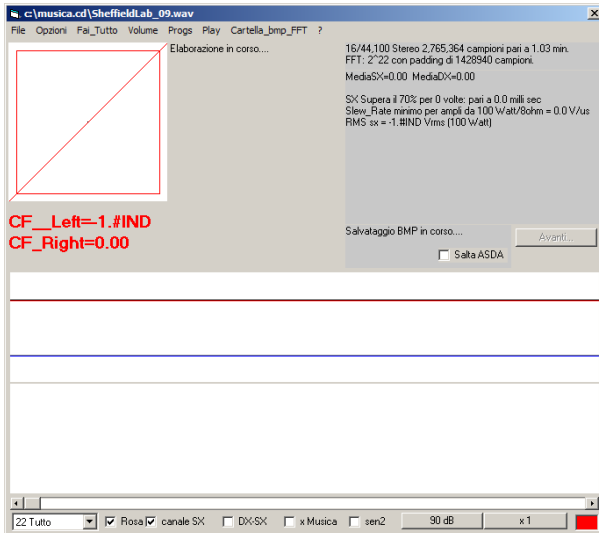 c:\musica.cd\SheffieldLab_09.wav
File Opzioni Fai_Tutto Volume Progs Play Cartella_bmp_FFT ?
Elaborazione in corso....
16/44,100 Stereo 2,765,364 campioni pari a 1.03 min.
FFT: 2^22 con padding di 1428940 campioni.
MediaSX=0.00 MediaDX=0.00
SX Supera il 70% per 0 volte: pari a 0.0 milli sec
Slew_Rate minimo per ampli da 100 Watt/8ohm = 0.0 V/us
RMS sx = -1.#IND Vrms (100 Watt)
CF__Left=-1.#IND
CF_Right=0.00
Salvataggio BMP in corso....
Avanti...
Salta ASDA
22 Tutto Rosa canale SX DX-SX x Musica sen2 90 dB x 1